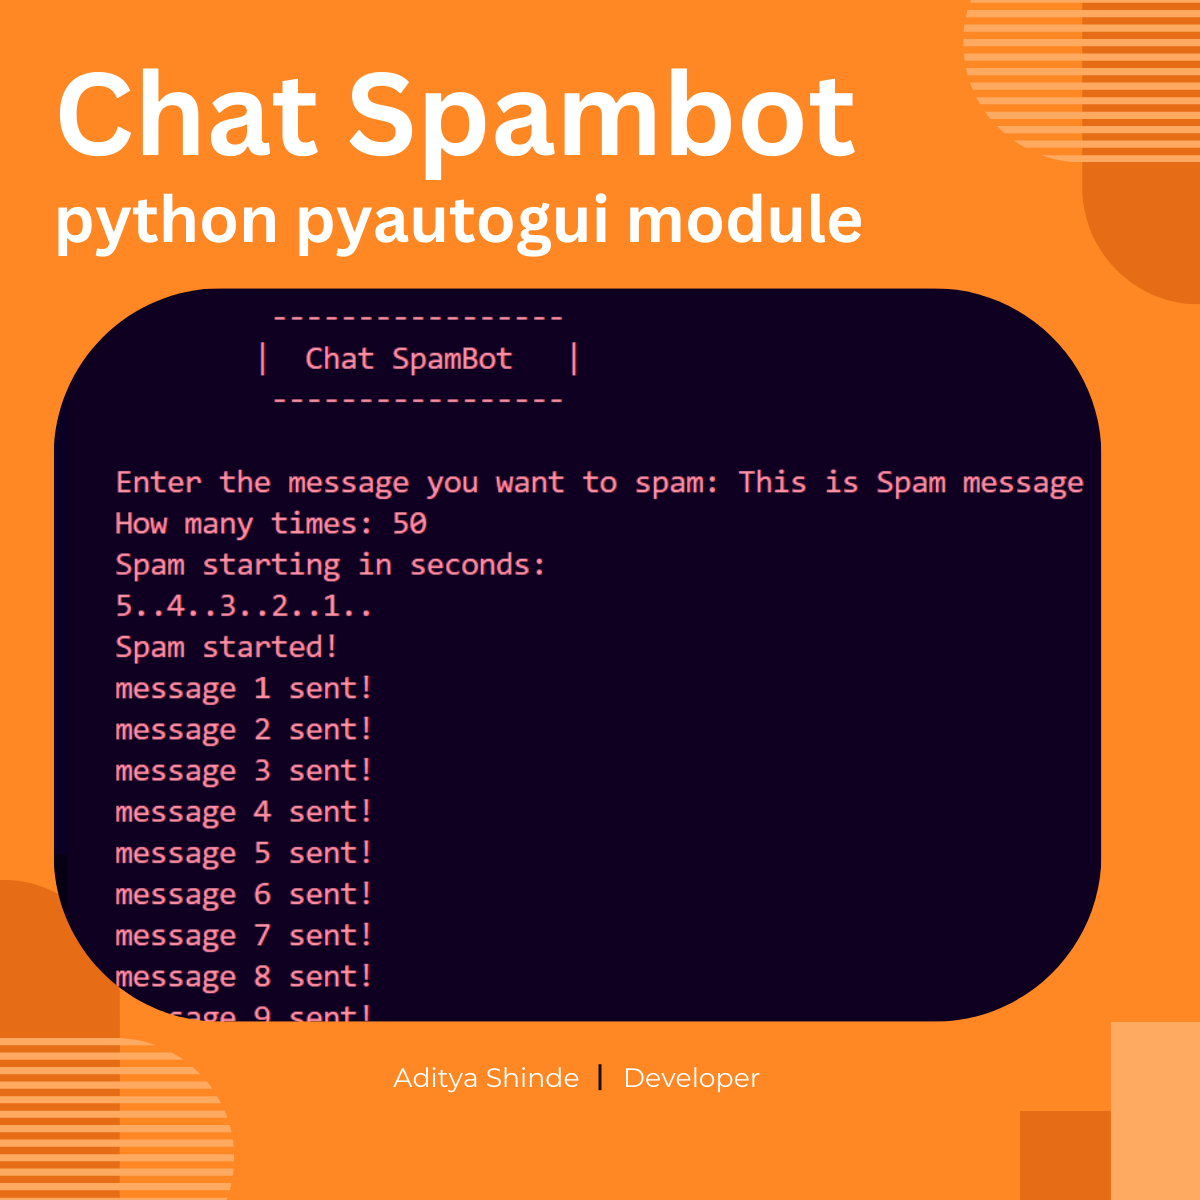 Chat Spambot
python pyautogui module
-----------------
|  Chat SpamBot   |
-----------------
Enter the message you want to spam: This is Spam message
How many times: 50
Spam starting in seconds:
5..4..3..2..1..
Spam started!
message 1 sent!
message 2 sent!
message 3 sent!
message 4 sent!
message 5 sent!
message 6 sent!
message 7 sent!
message 8 sent!
sage 9 sent!
Aditya Shinde | Developer